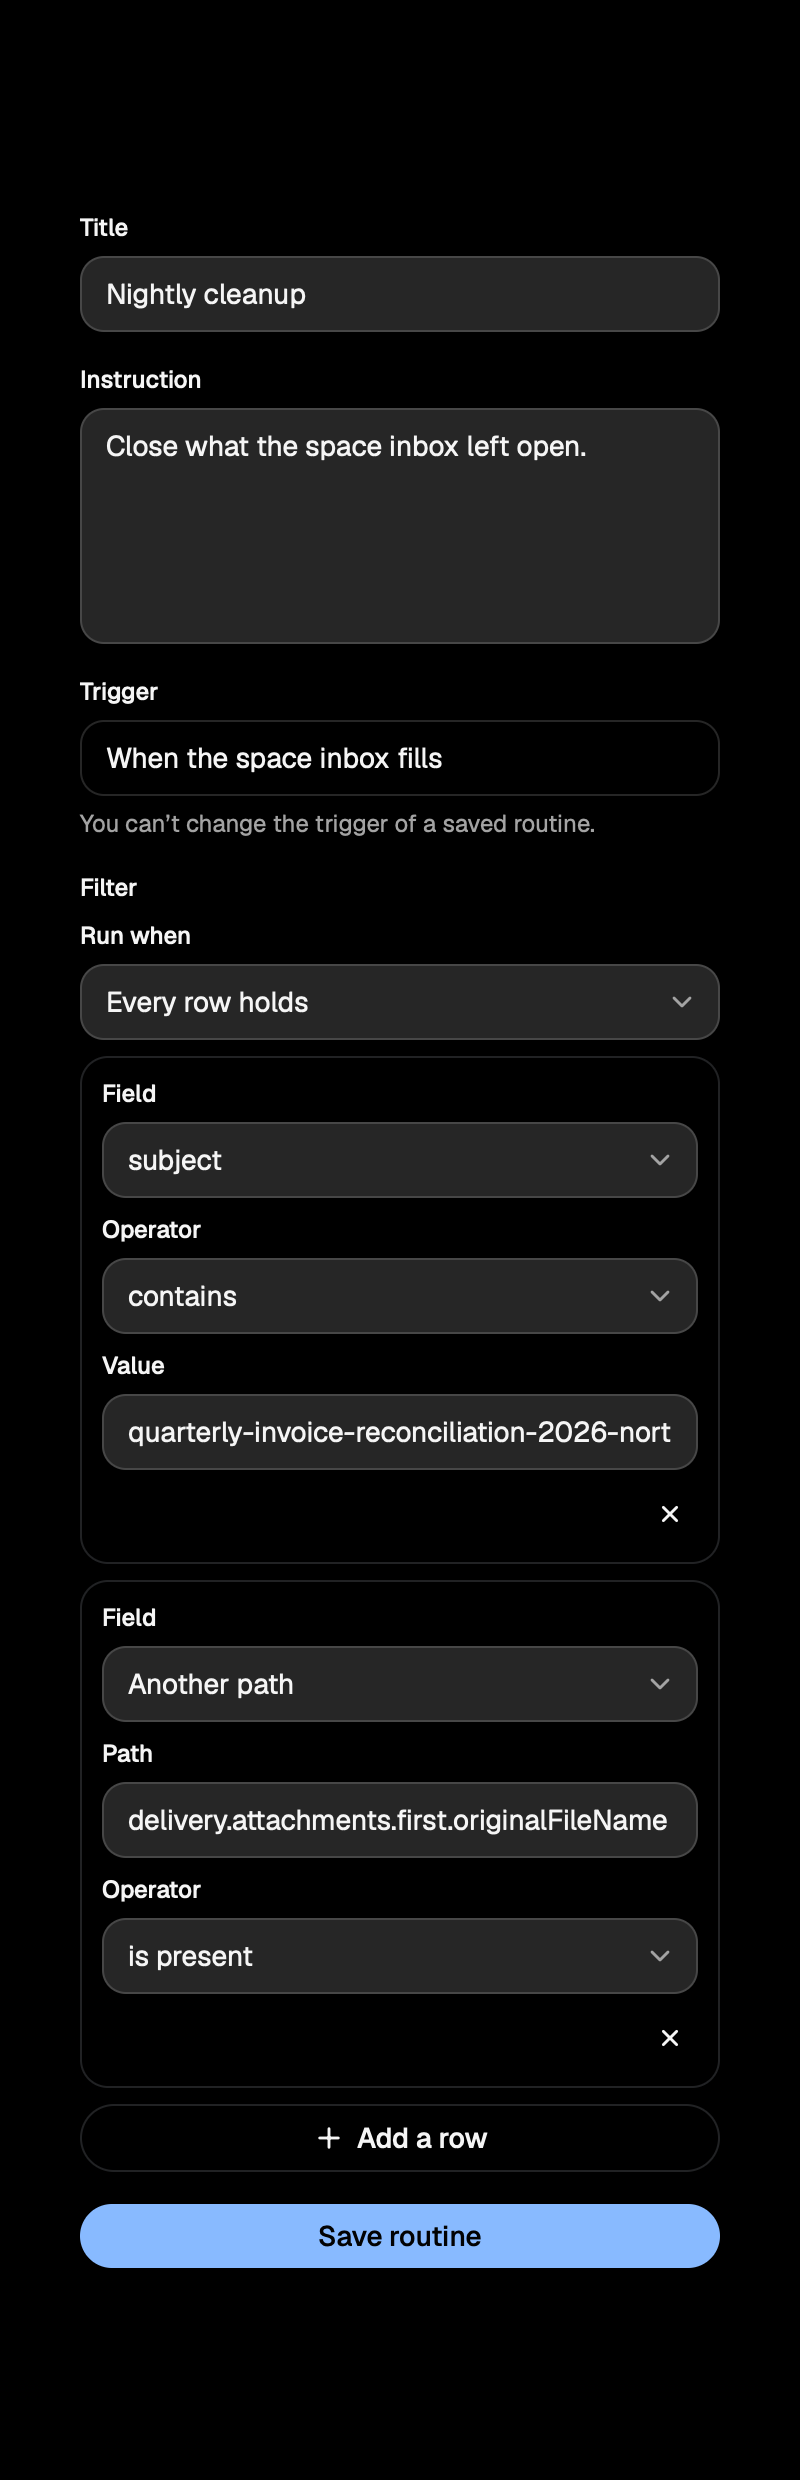 Title
Nightly cleanup
Instruction
Close what the space inbox left open.
Trigger
When the space inbox fills
You can’t change the trigger of a saved routine.
Filter
Run when
Every row holds
Field
subject
Operator
contains
Value
quarterly-invoice-reconciliation-2026-nort
Field
Another path
Path
delivery.attachments.first.originalFileName
Operator
is present
Add a row
Save routine